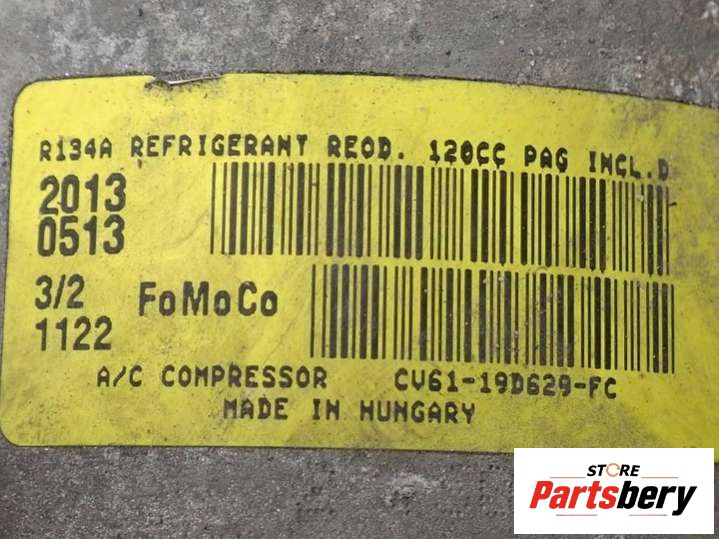 R134A REFRIGERANT REQD. 120CC PAG INCL.D
2013
0513
3/2 FoMoCo
1122
A/C COMPRESSOR CV61-19D629-FC
MADE IN HUNGARY
STORE
Partsbery